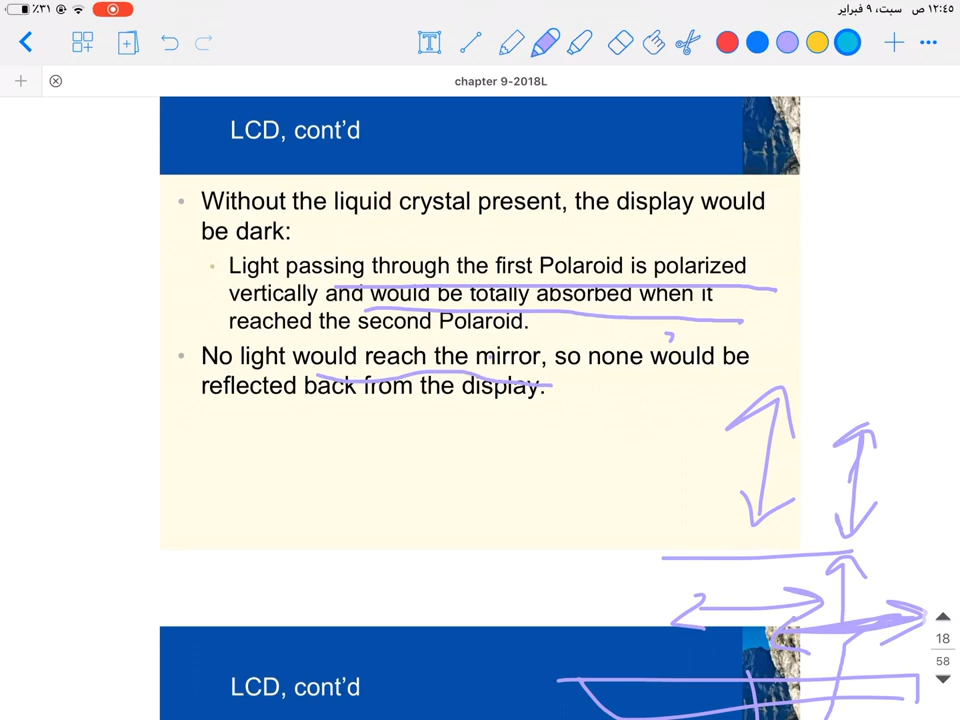 ٪٣١ ١٢:٤٥ ص سبت، ٩ فبراير
chapter 9-2018L
LCD, cont'd
• Without the liquid crystal present, the display would
be dark:
• Light passing through the first Polaroid is polarized
vertically and would be totally absorbed when it
reached the second Polaroid.
• No light would reach the mirror, so none would be
reflected back from the display.
18
58
LCD, cont'd